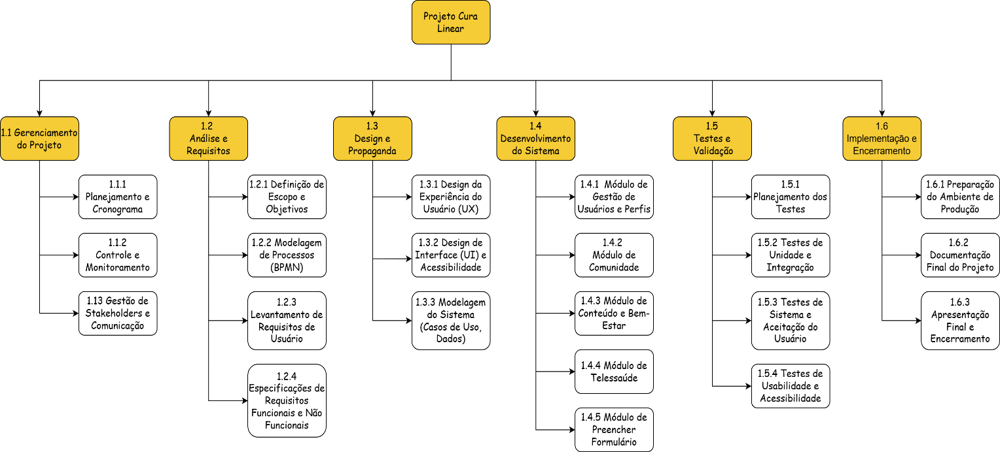 Projeto Cura
Linear
1.1 Gerenciamento
do Projeto
1.1.1
Planejamento e
Cronograma
1.1.2
Controle e
Monitoramento
1.13 Gestão de
Stakeholders e
Comunicação
1.2
Análise e
Requisitos
1.2.1 Definição de
Escopo e
Objetivos
1.2.2 Modelagem
de Processos
(BPMN)
1.2.3
Levantamento de
Requisitos de
Usuário
1.2.4
Especificações de
Requisitos
Funcionais e Não
Funcionais
1.3
Design e
Propaganda
1.3.1 Design da
Experiência do
Usuário (UX)
1.3.2 Design de
Interface (UI) e
Acessibilidade
1.3.3 Modelagem
do Sistema
(Casos de Uso,
Dados)
1.4
Desenvolvimento
do Sistema
1.4.1 Módulo de
Gestão de
Usuários e Perfis
1.4.2
Módulo de
Comunidade
1.4.3 Módulo de
Conteúdo e Bem-
Estar
1.4.4 Módulo de
Telessaúde
1.4.5 Módulo de
Preencher
Formulário
1.5
Testes e
Validação
1.5.1
Planejamento dos
Testes
1.5.2 Testes de
Unidade e
Integração
1.5.3 Testes de
Sistema e
Aceitação do
Usuário
1.5.4 Testes de
Usabilidade e
Acessibilidade
1.6
Implementação e
Encerramento
1.6.1 Preparação
do Ambiente de
Produção
1.6.2
Documentação
Final do Projeto
1.6.3
Apresentação
Final e
Encerramento